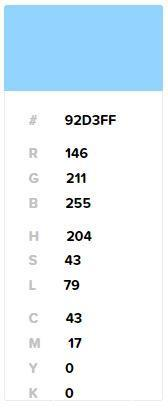 # 92D3FF
R 146
G 211
B 255
H 204
S 43
L 79
C 43
M 17
Y 0
K 0